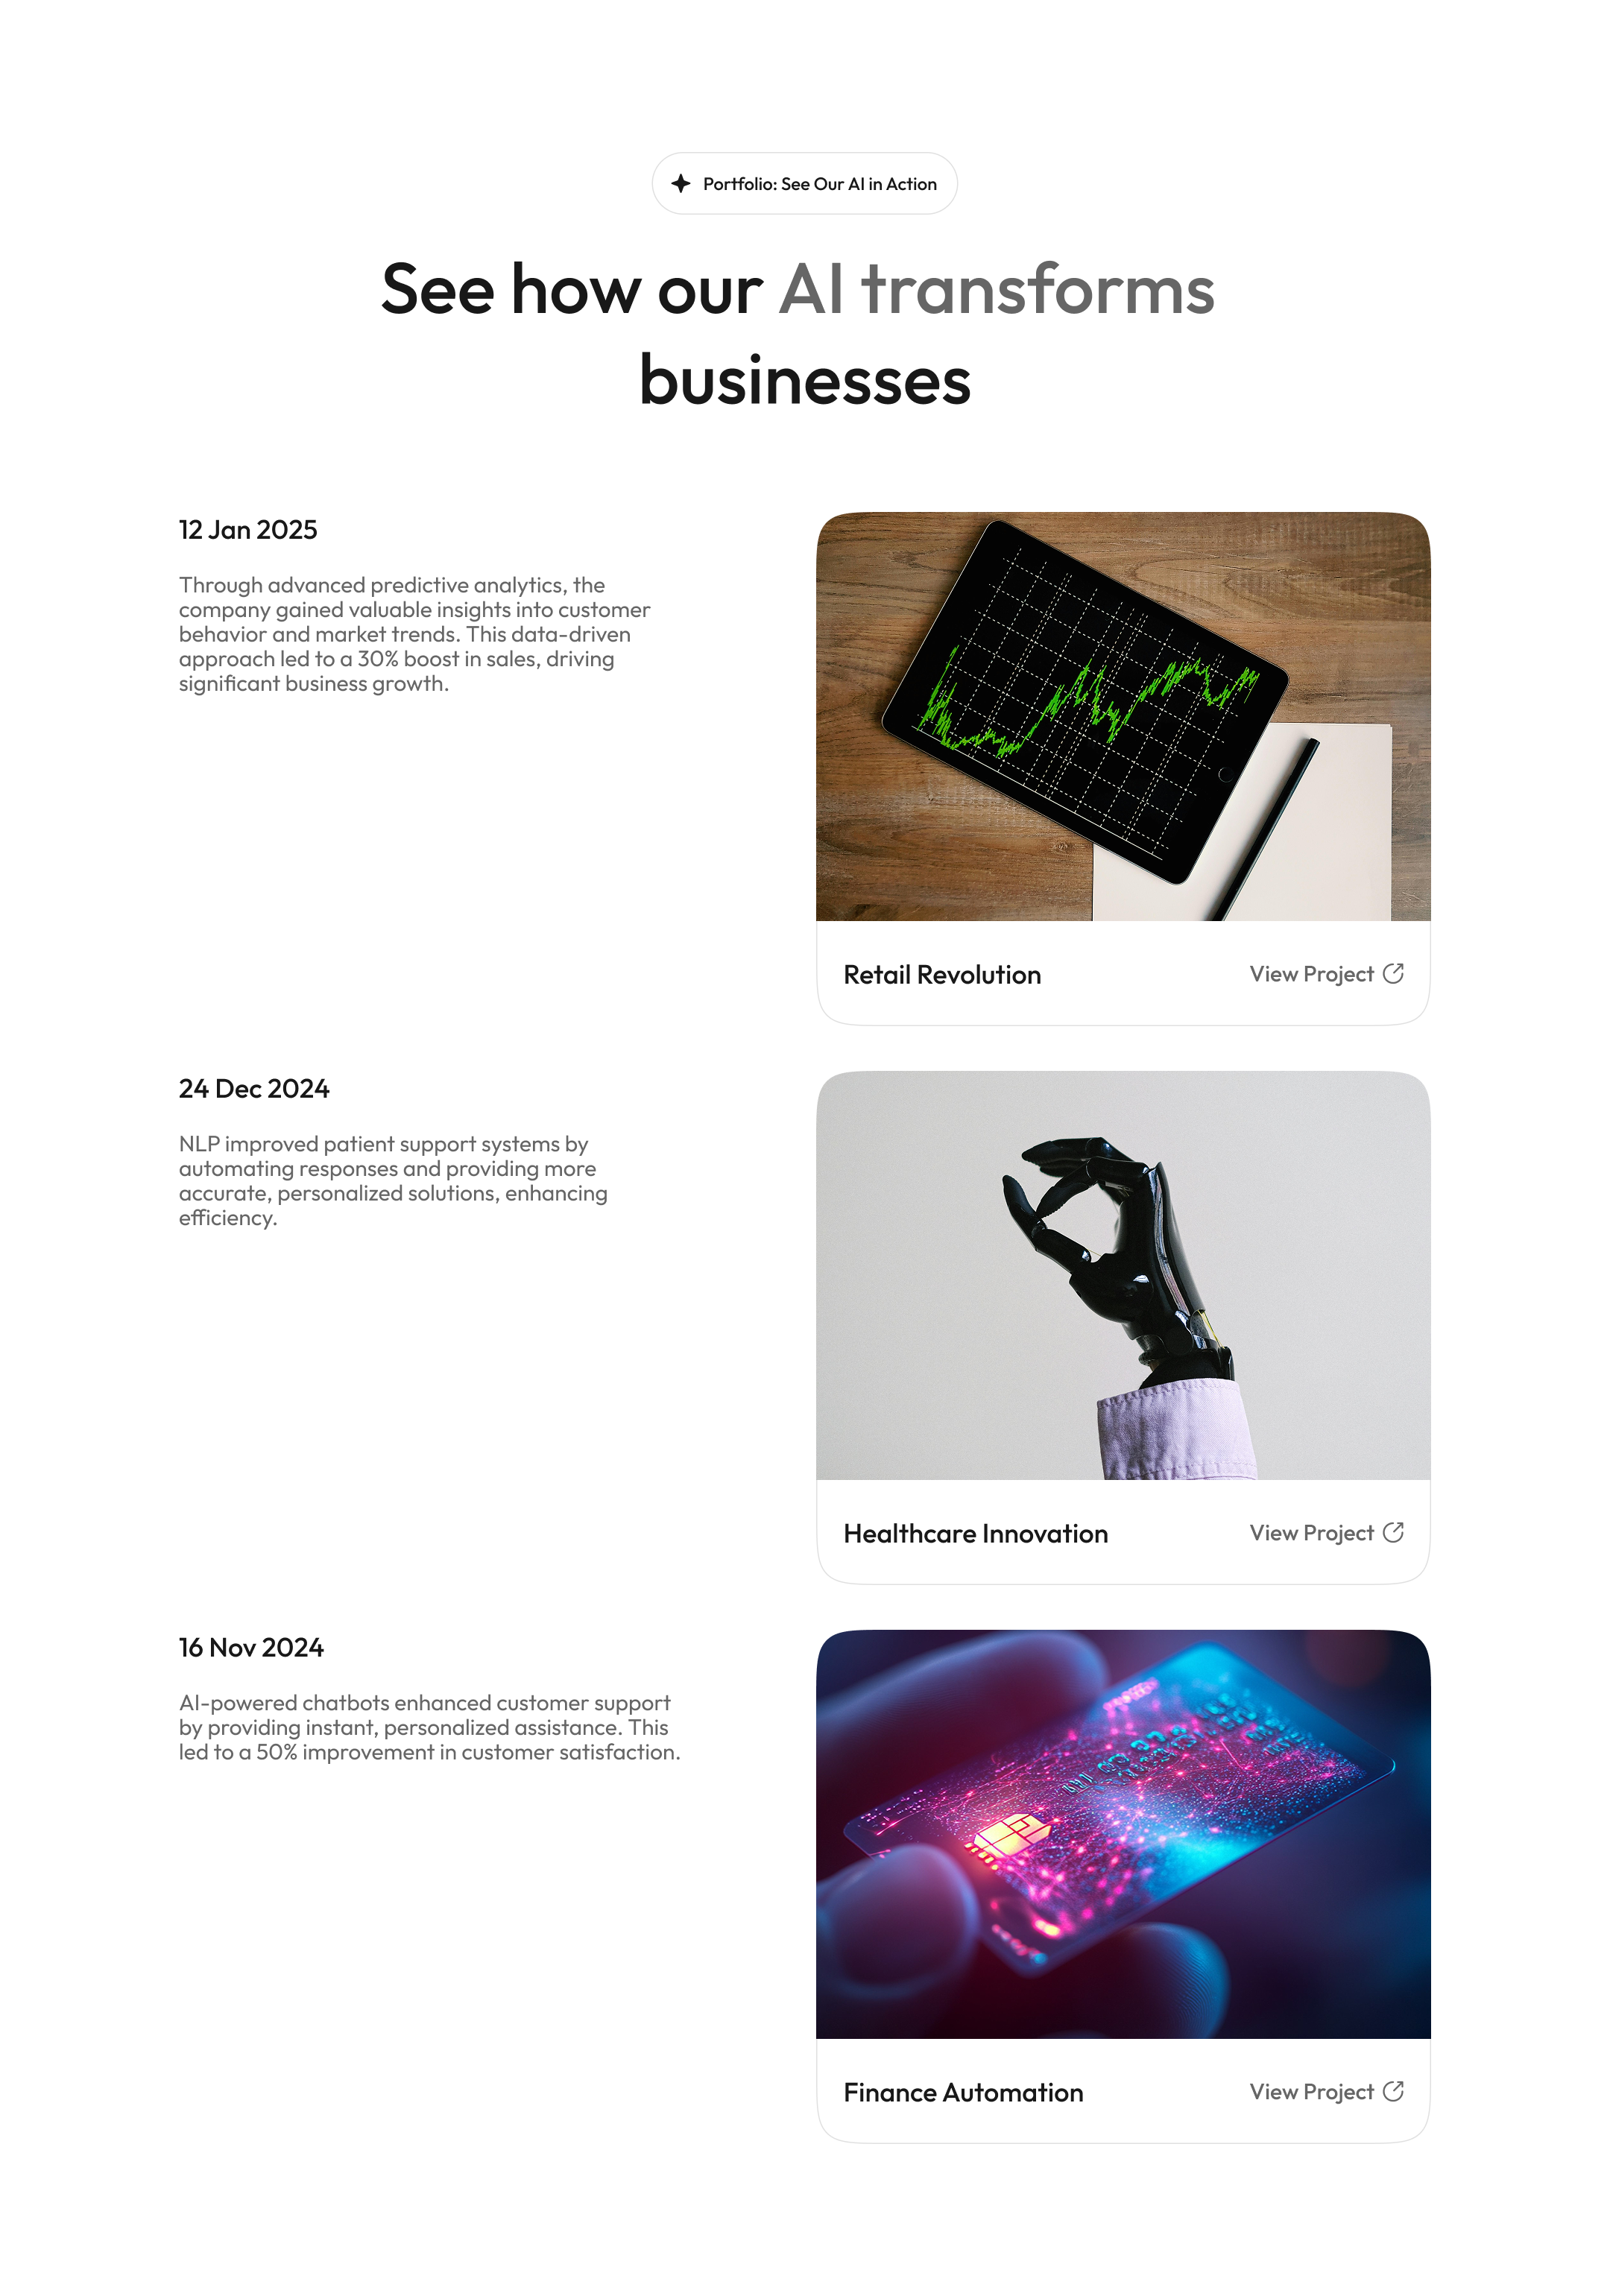 Portfolio: See Our AI in Action
See how our AI transforms
businesses
12 Jan 2025
Through advanced predictive analytics, the
company gained valuable insights into customer
behavior and market trends. This data-driven
approach led to a 30% boost in sales, driving
significant business growth.
Retail Revolution
View Project
24 Dec 2024
NLP improved patient support systems by
automating responses and providing more
accurate, personalized solutions, enhancing
efficiency.
Healthcare Innovation
View Project
16 Nov 2024
AI-powered chatbots enhanced customer support
by providing instant, personalized assistance. This
led to a 50% improvement in customer satisfaction.
Finance Automation
View Project